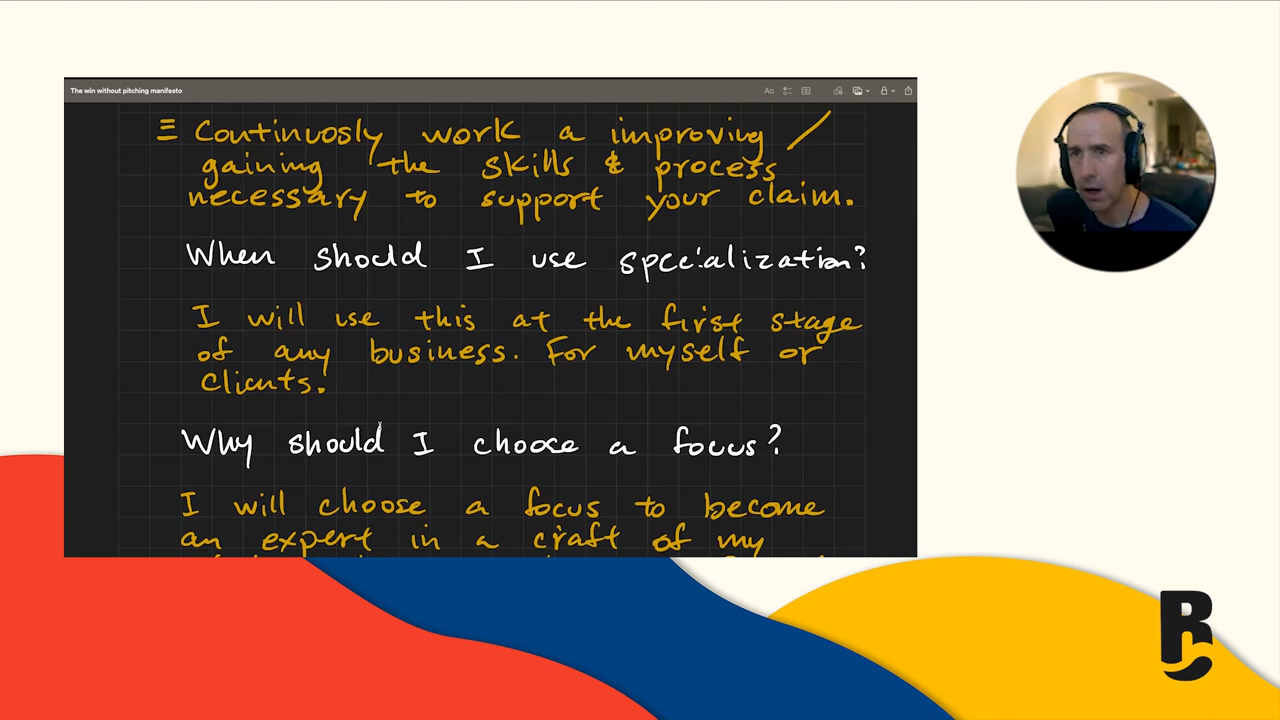 The win without pitching manifesto
Aa
≡ Continuosly work a improving /
gaining the skills & process
necessary to support your claim.
When should I use specialization?
I will use this at the first stage
of any business. For myself or
clients.
Why should I choose a focus?
I will choose a focus to become
an expert in a craft of my